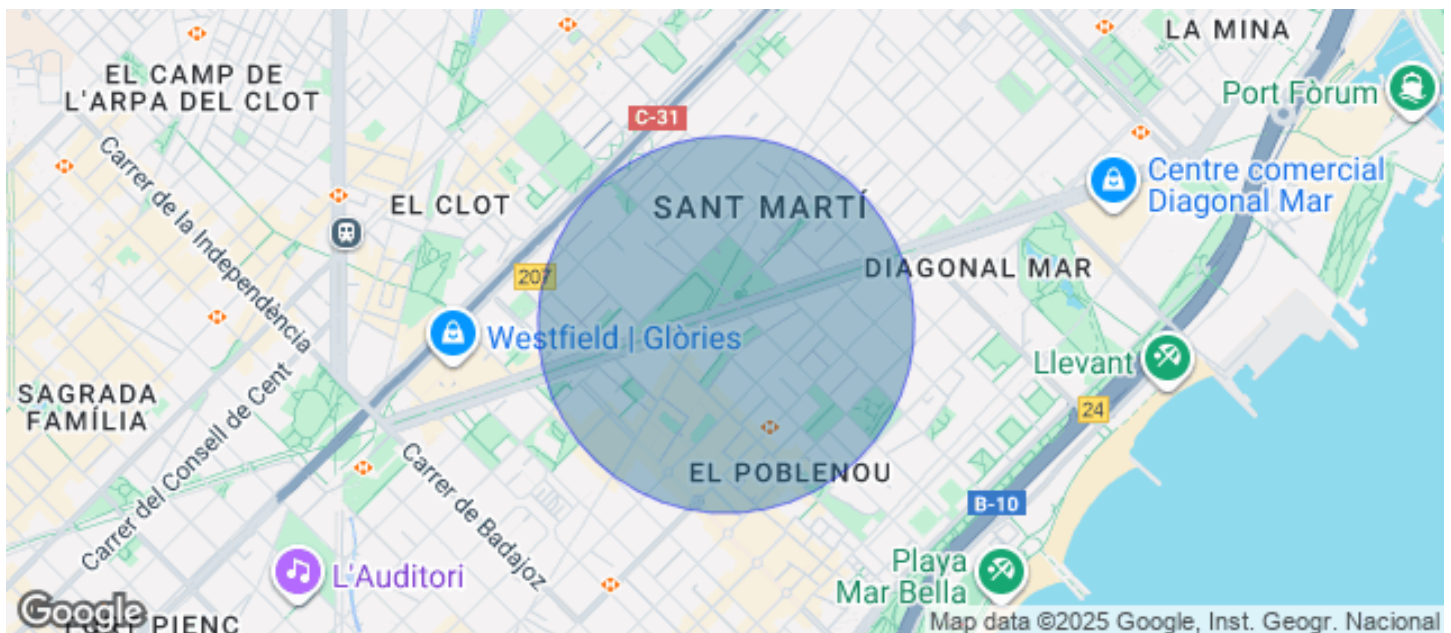 LA MINA
EL CAMP DE
L'ARPA DEL CLOT
Port Fòrum
C-31
Carrer de la Independència
Centre comercial
Diagonal Mar
EL CLOT
SANT MARTÍ
207
DIAGONAL MAR
Westfield | Glòries
Llevant
SAGRADA
FAMÍLIA
Carrer del Consell de Cent
24
Carrer de Badajoz
EL POBLENOU
B-10
Playa
Mar Bella
L'Auditori
Google
PIENC
Map data ©2025 Google, Inst. Geogr. Nacional